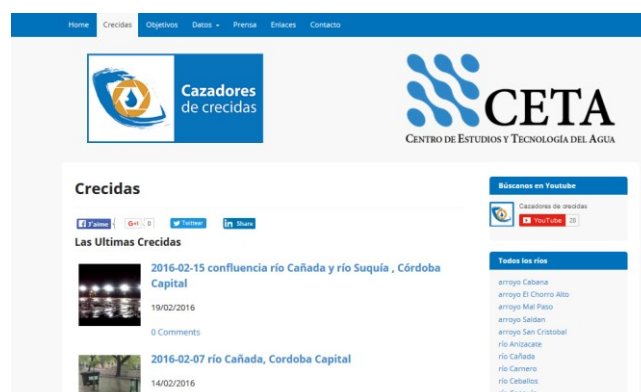 Home Crecidas Objetivos Datos Prensa Enlaces Contacto
Cazadores
de crecidas
CETA
CENTRO DE ESTUDIOS Y TECNOLOGÍA DEL AGUA
Crecidas
J'aime
G+1 0
Twittear
in Share
Las Ultimas Crecidas
2016-02-15 confluencia río Cañada y río Suquía , Córdoba
Capital
19/02/2016
0 Comments
2016-02-07 río Cañada, Cordoba Capital
14/02/2016
Búscanos en Youtube
Cazadores de crecidas
YouTube 28
Todos los ríos
arroyo Cabana
arroyo El Chorro Alto
arroyo Mal Paso
arroyo Saldan
arroyo San Cristobal
río Anizacate
río Cañada
río Carnero
río Ceballos